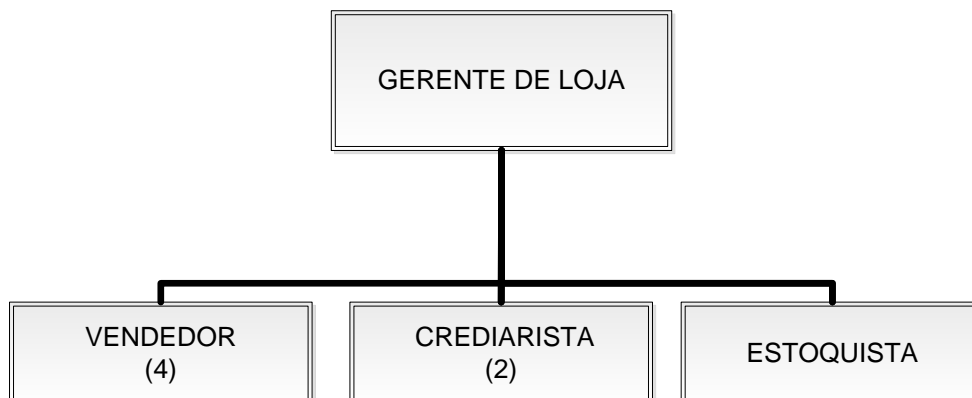 GERENTE DE LOJA
VENDEDOR
(4)
CREDIARISTA
(2)
ESTOQUISTA